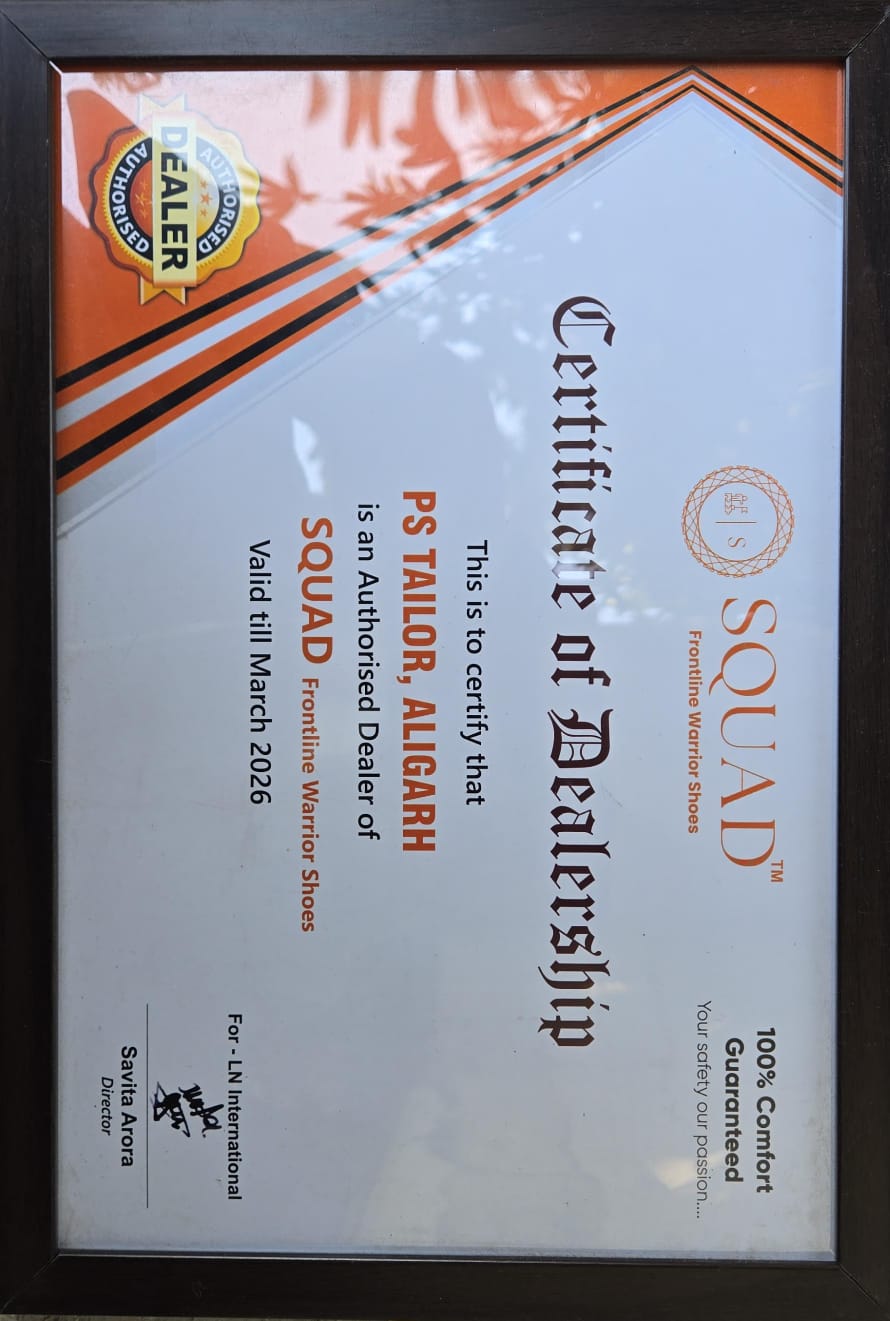 SQUAD™
Frontline Warrior Shoes
100% Comfort
Guaranteed
Your safety our passion....
Certificate of Dealership
This is to certify that
PS TAILOR, ALIGARH
is an Authorised Dealer of
SQUAD Frontline Warrior Shoes
Valid till March 2026
AUTHORISED
DEALER
AUTHORISED
For - LN International
Savita Arora
Director